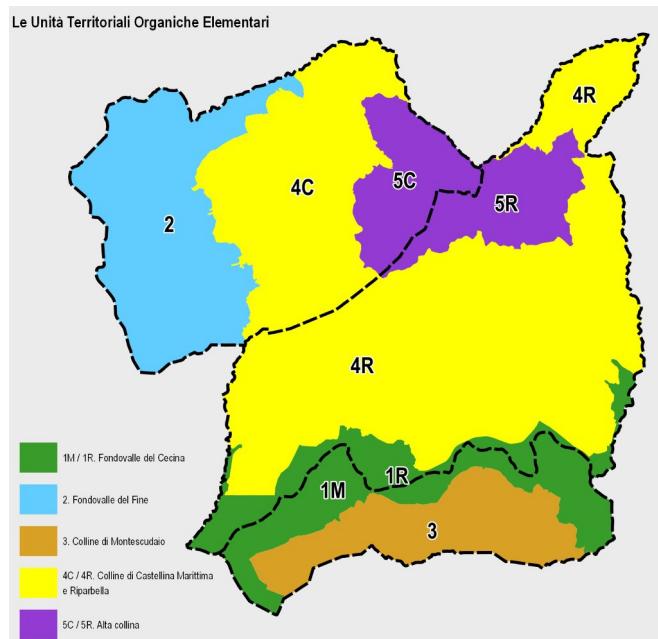 Le Unità Territoriali Organiche Elementari
4R
4C
5C
5R
2
4R
1R
1M
3
1M / 1R. Fondovalle del Cecina
2. Fondovalle del Fine
3. Colline di Montescudaio
4C / 4R. Colline di Castellina Marittima
e Riparbella
5C / 5R. Alta collina